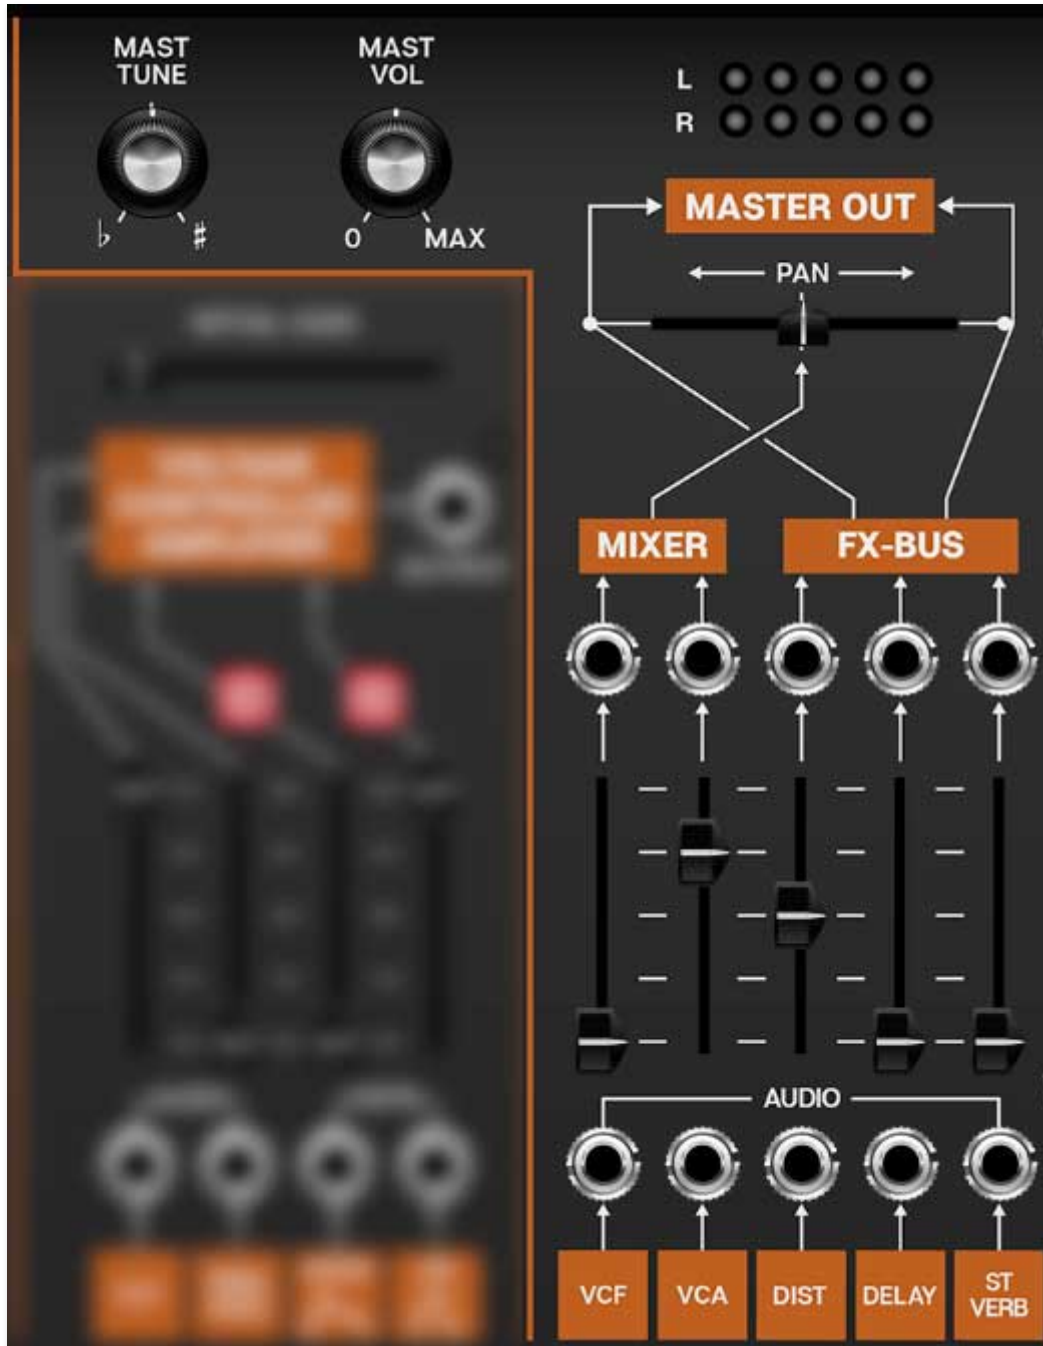 MAST
TUNE
♭
♯
MAST
VOL
0
MAX
L
R
MASTER OUT
PAN
MIXER
FX-BUS
AUDIO
VCF
VCA
DIST
DELAY
ST
VERB